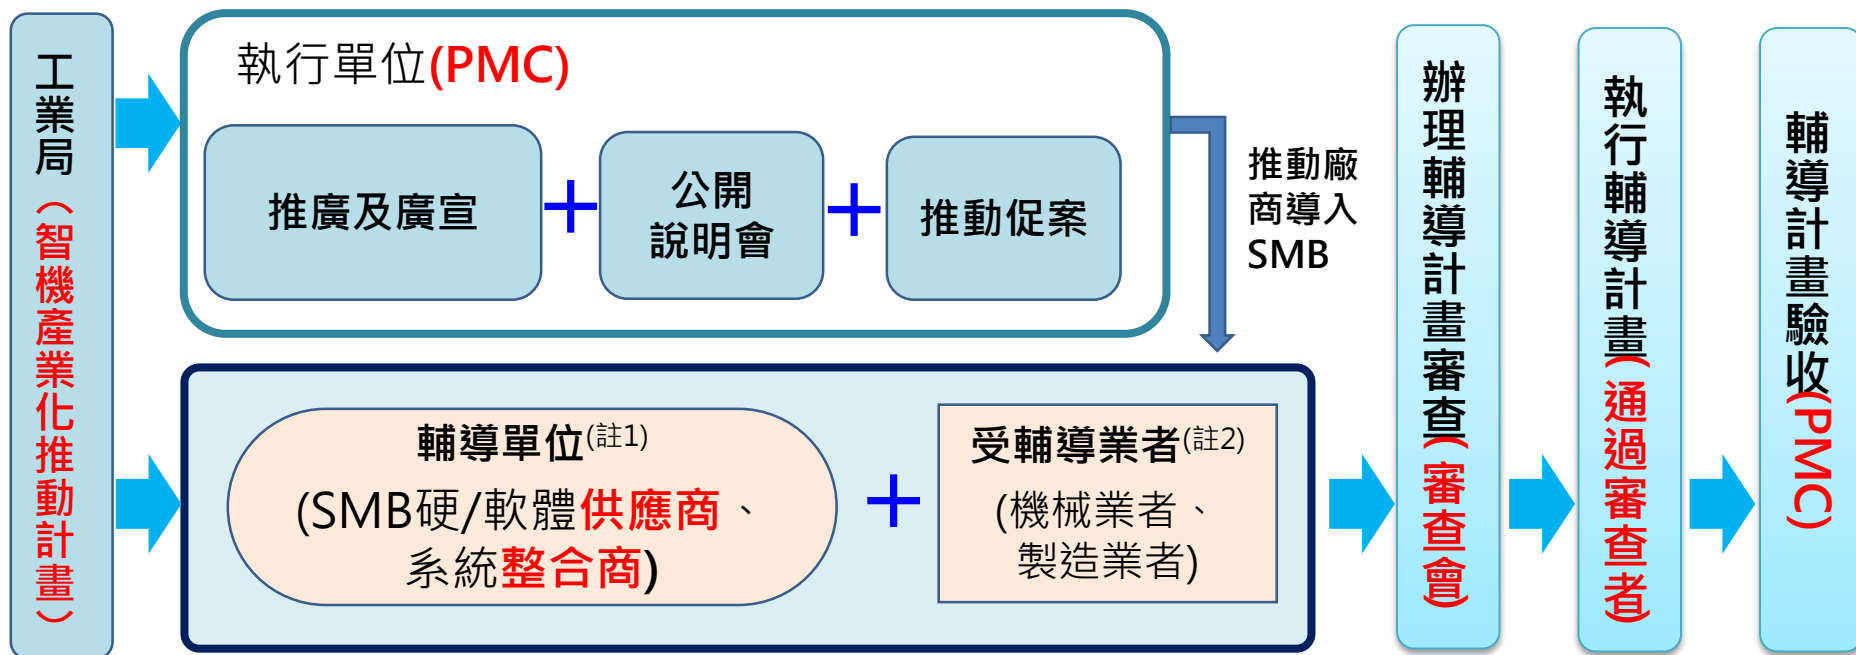 工業局（智機產業化推動計畫）
執行單位(PMC)
推廣及廣宣
+
公開
說明會
+
推動促案
推動廠
商導入
SMB
輔導單位(註1)
(SMB硬/軟體供應商、
系統整合商)
+
受輔導業者(註2)
(機械業者、
製造業者)
辦理輔導計畫審查(審查會)
執行輔導計畫(通過審查者)
輔導計畫驗收(PMC)